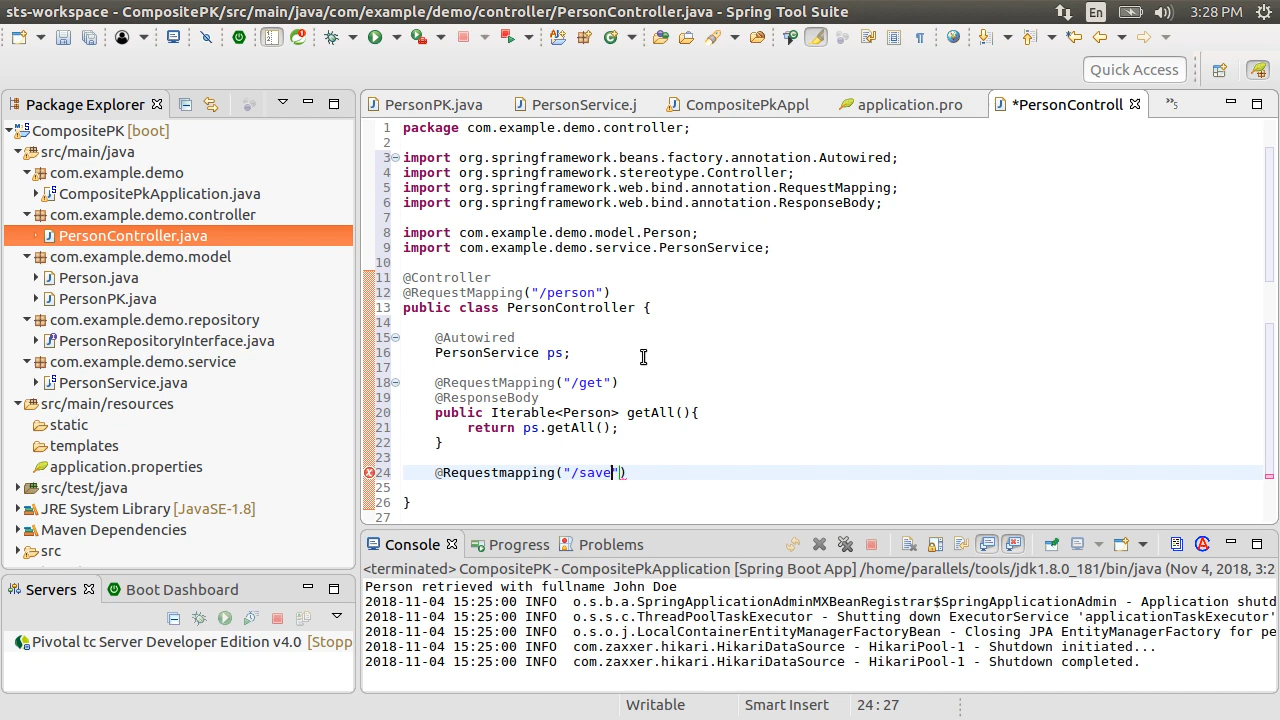 sts-workspace - CompositePK/src/main/java/com/example/demo/controller/PersonController.java - Spring Tool Suite
En
3:28 PM
Quick Access
Package Explorer
CompositePK [boot]
src/main/java
com.example.demo
CompositePkApplication.java
com.example.demo.controller
PersonController.java
com.example.demo.model
Person.java
PersonPK.java
com.example.demo.repository
PersonRepositoryInterface.java
com.example.demo.service
PersonService.java
src/main/resources
static
templates
application.properties
src/test/java
JRE System Library [JavaSE-1.8]
Maven Dependencies
src
Servers
Boot Dashboard
Pivotal tc Server Developer Edition v4.0 [Stopp
PersonPK.java
PersonService.j
CompositePkAppl
application.pro
*PersonControll
»5
1 package com.example.demo.controller;
2
3 import org.springframework.beans.factory.annotation.Autowired;
4 import org.springframework.stereotype.Controller;
5 import org.springframework.web.bind.annotation.RequestMapping;
6 import org.springframework.web.bind.annotation.ResponseBody;
7
8 import com.example.demo.model.Person;
9 import com.example.demo.service.PersonService;
10
11 @Controller
12 @RequestMapping("/person")
13 public class PersonController {
14
15 @Autowired
16 PersonService ps;
17
18 @RequestMapping("/get")
19 @ResponseBody
20 public Iterable<Person> getAll(){
21 return ps.getAll();
22 }
23
24 @Requestmapping("/save")
25
26 }
27
Console
Progress
Problems
<terminated> CompositePK - CompositePkApplication [Spring Boot App] /home/parallels/tools/jdk1.8.0_181/bin/java (Nov 4, 2018, 3:2
Person retrieved with fullname John Doe
2018-11-04 15:25:00 INFO o.s.b.a.SpringApplicationAdminMXBeanRegistrar$SpringApplicationAdmin - Application shutd
2018-11-04 15:25:00 INFO o.s.s.c.ThreadPoolTaskExecutor - Shutting down ExecutorService 'applicationTaskExecutor'
2018-11-04 15:25:00 INFO o.s.o.j.LocalContainerEntityManagerFactoryBean - Closing JPA EntityManagerFactory for pe
2018-11-04 15:25:00 INFO com.zaxxer.hikari.HikariDataSource - HikariPool-1 - Shutdown initiated...
2018-11-04 15:25:00 INFO com.zaxxer.hikari.HikariDataSource - HikariPool-1 - Shutdown completed.
Writable
Smart Insert
24:27